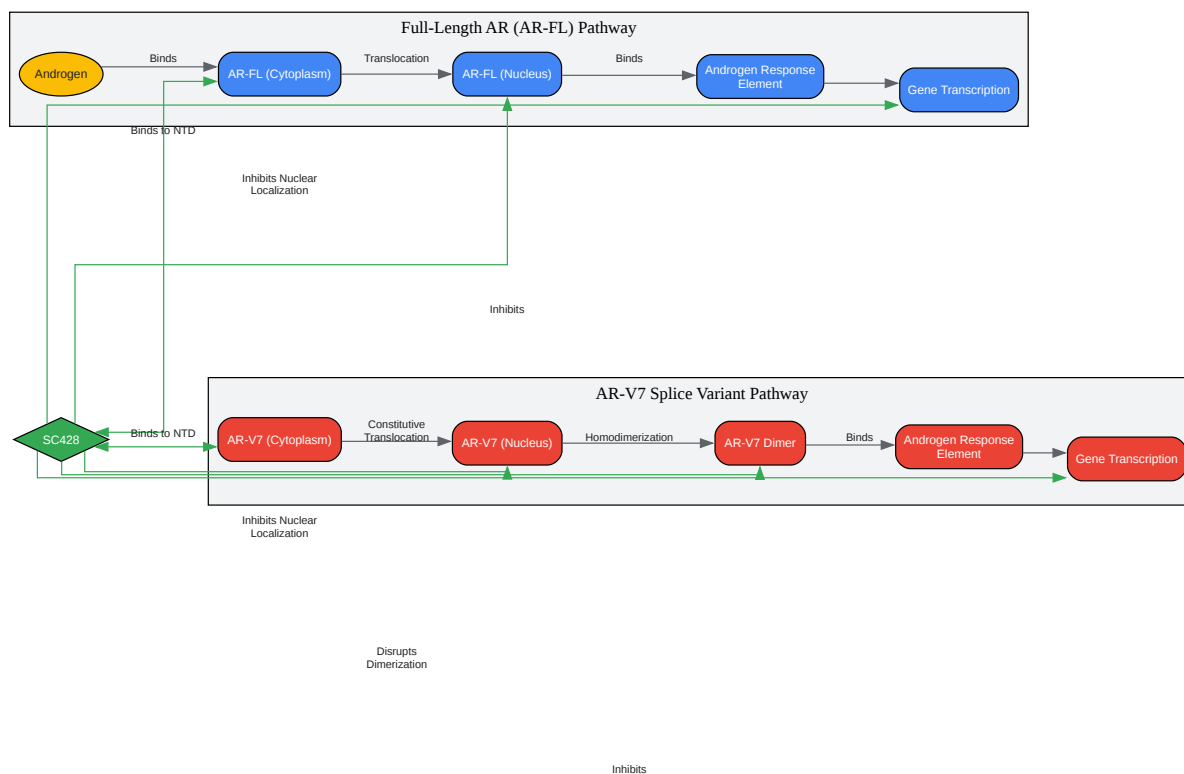 Full-Length AR (AR-FL) Pathway
Androgen
Binds
AR-FL (Cytoplasm)
Translocation
AR-FL (Nucleus)
Binds
Androgen Response
Element
Gene Transcription
Binds to NTD
Inhibits Nuclear
Localization
Inhibits
AR-V7 Splice Variant Pathway
SC428
Binds to NTD
AR-V7 (Cytoplasm)
Constitutive
Translocation
AR-V7 (Nucleus)
Homodimerization
AR-V7 Dimer
Binds
Androgen Response
Element
Gene Transcription
Inhibits Nuclear
Localization
Disrupts
Dimerization
Inhibits